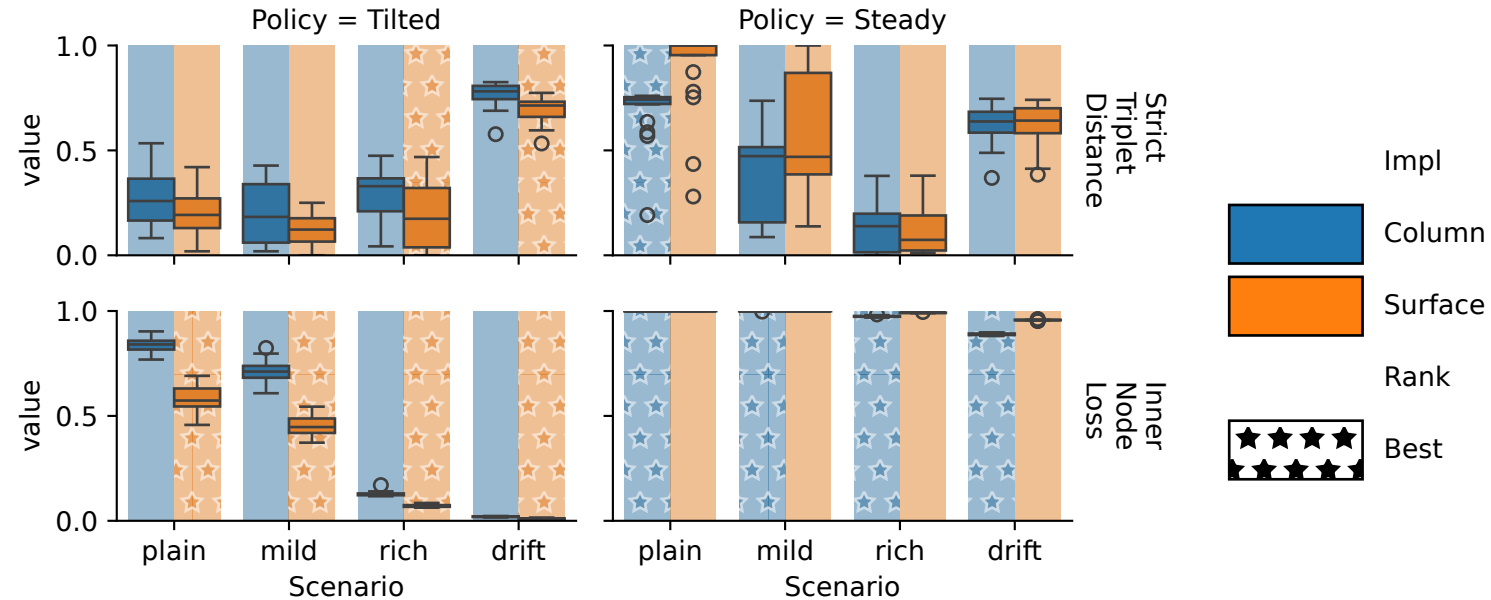 Policy = Tilted
Policy = Steady
1.0
0.5
0.0
value
Strict
Triplet
Distance
1.0
0.5
0.0
value
Inner
Node
Loss
plain
mild
rich
drift
Scenario
plain
mild
rich
drift
Scenario
Impl
Column
Surface
Rank
Best